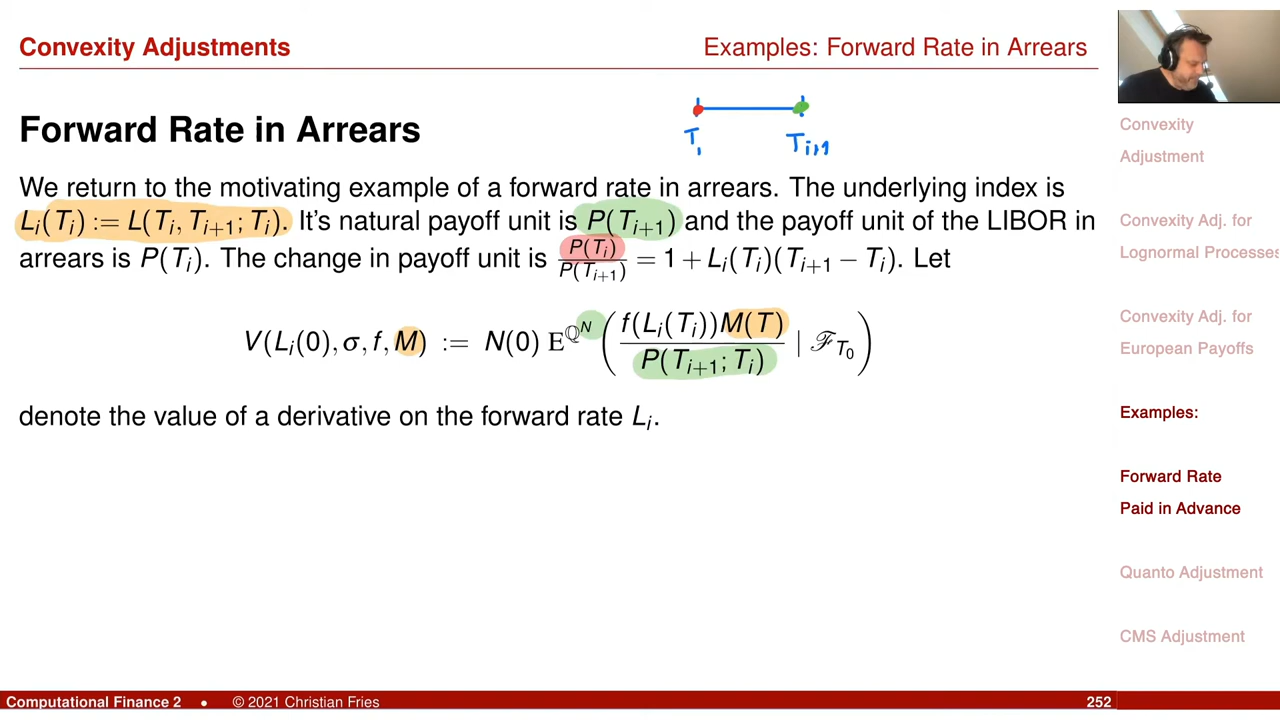 Convexity Adjustments
Examples: Forward Rate in Arrears
Forward Rate in Arrears
T_i T_{i+1}
We return to the motivating example of a forward rate in arrears. The underlying index is
L_i(T_i) := L(T_i, T_{i+1}; T_i). It's natural payoff unit is P(T_{i+1}) and the payoff unit of the LIBOR in
arrears is P(T_i). The change in payoff unit is P(T_i)/P(T_{i+1}) = 1 + L_i(T_i)(T_{i+1} − T_i). Let
V(L_i(0), σ, f, M) := N(0) E^{ℚ^N} ( f(L_i(T_i))M(T) / P(T_{i+1}; T_i) | ℱ_{T_0} )
denote the value of a derivative on the forward rate L_i.
Convexity
Adjustment
Convexity Adj. for
Lognormal Processes
Convexity Adj. for
European Payoffs
Examples:
Forward Rate
Paid in Advance
Quanto Adjustment
CMS Adjustment
Computational Finance 2 • © 2021 Christian Fries 252